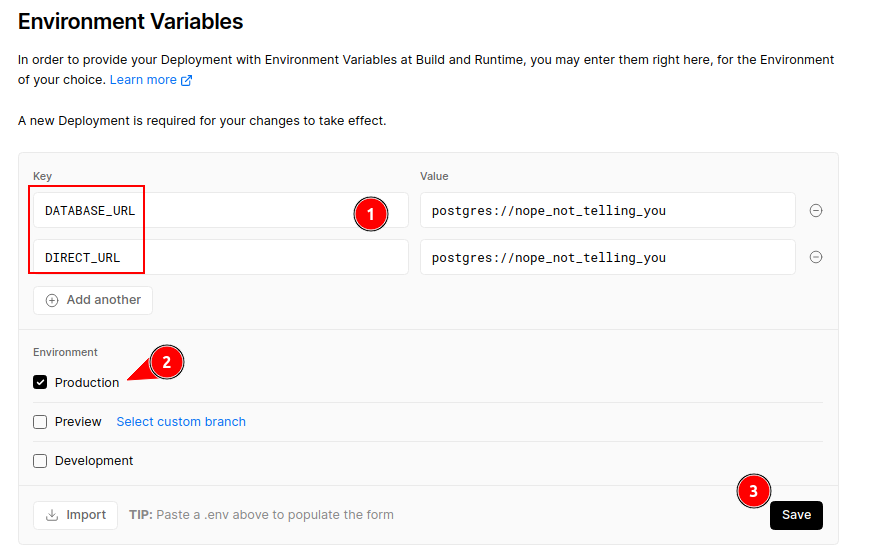 Environment Variables
In order to provide your Deployment with Environment Variables at Build and Runtime, you may enter them right here, for the Environment
of your choice. Learn more
A new Deployment is required for your changes to take effect.
Key Value
DATABASE_URL 1 postgres://nope_not_telling_you
DIRECT_URL postgres://nope_not_telling_you
Add another
Environment
2
Production
Preview Select custom branch
Development
3
Import TIP: Paste a .env above to populate the form Save